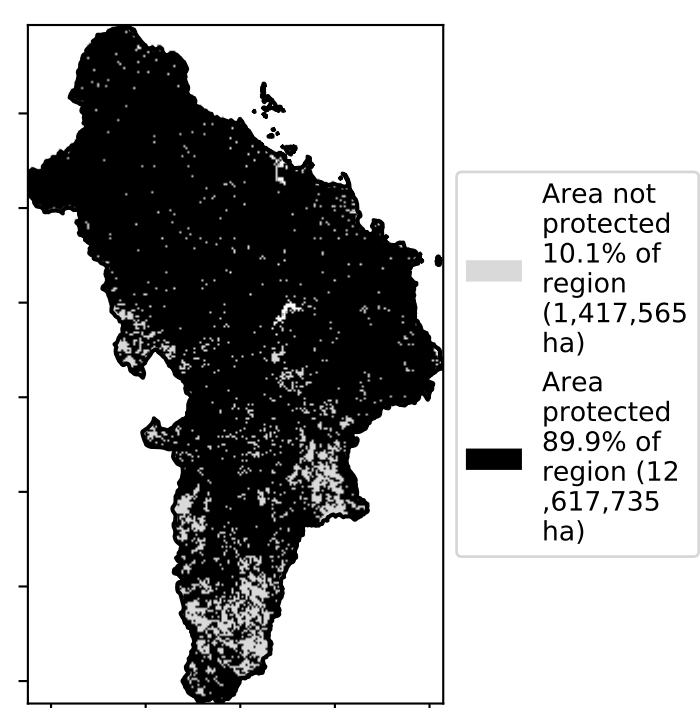 Area not
protected
10.1% of
region
(1,417,565
ha)
Area
protected
89.9% of
region (12
,617,735
ha)